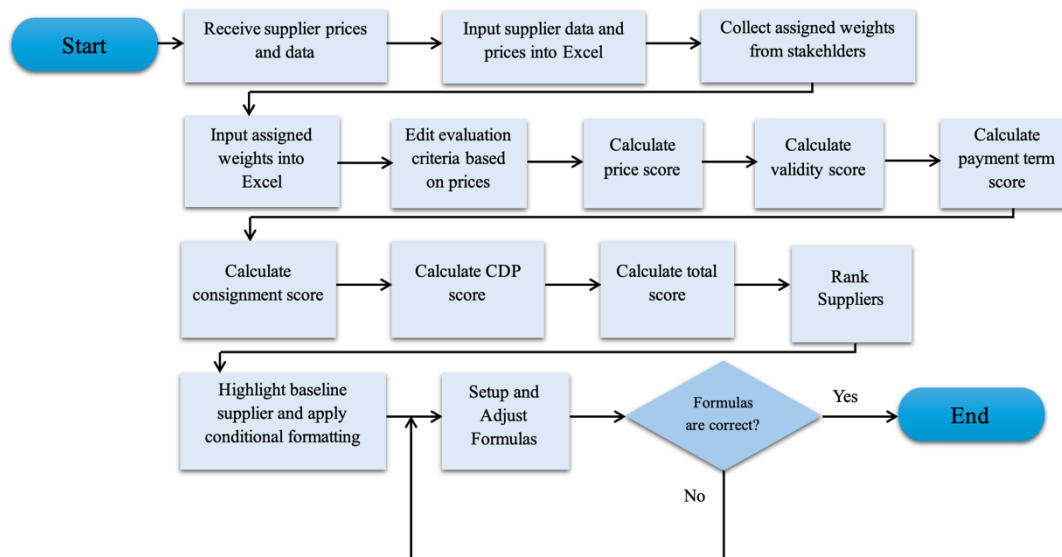 Start
Receive supplier prices
and data
Input supplier data and
prices into Excel
Collect assigned weights
from stakehlders
Input assigned
weights into
Excel
Edit evaluation
criteria based
on prices
Calculate
price score
Calculate
validity score
Calculate
payment term
score
Calculate
consignment score
Calculate CDP
score
Calculate total
score
Rank
Suppliers
Highlight baseline
supplier and apply
conditional formatting
Setup and
Adjust
Formulas
Formulas
are correct?
Yes
End
No